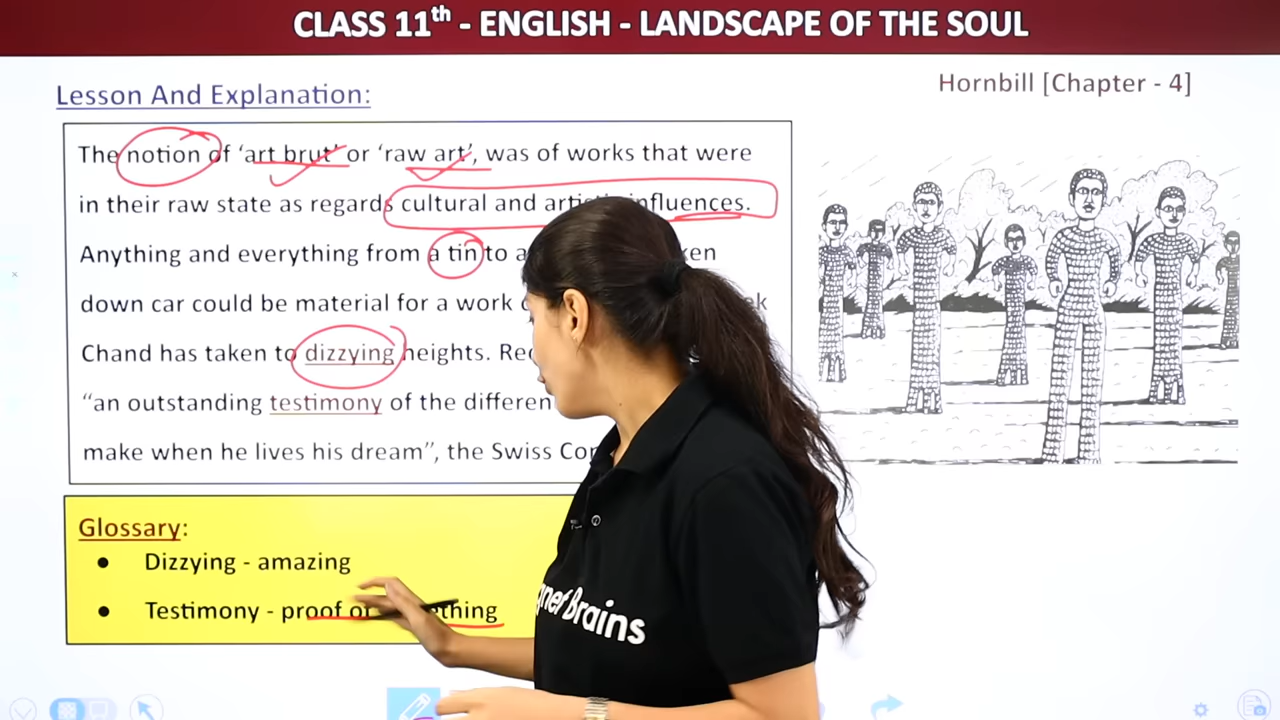 CLASS 11th - ENGLISH - LANDSCAPE OF THE SOUL
Lesson And Explanation:
Hornbill [Chapter - 4]
The notion of ‘art brut’ or ‘raw art’, was of works that were
in their raw state as regards cultural and artistic influences.
Anything and everything from a tin to a
down car could be material for a work
Chand has taken to dizzying heights.
“an outstanding testimony of the
make when he lives his dream”, the Swiss
Glossary:
● Dizzying - amazing
● Testimony - proof of
Brains